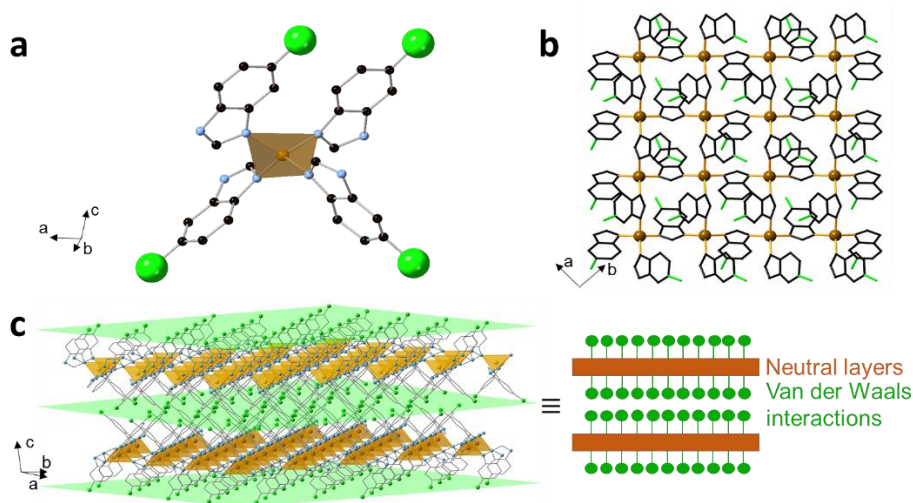 a
b
a
c
b
a
b
c
c
b
a
≡
Neutral layers
Van der Waals
interactions